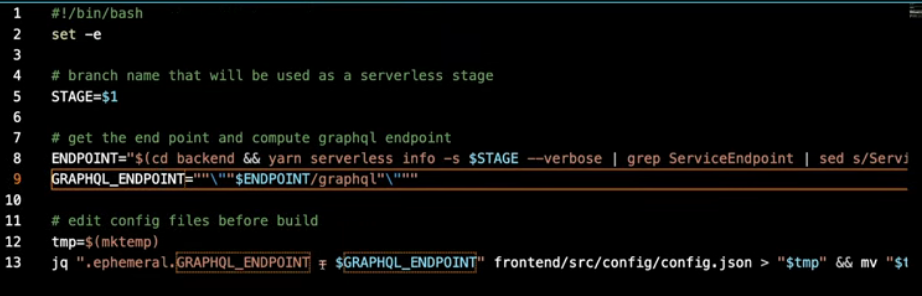 1 #!/bin/bash
2 set -e
3
4 # branch name that will be used as a serverless stage
5 STAGE=$1
6
7 # get the end point and compute graphql endpoint
8 ENDPOINT="$(cd backend && yarn serverless info -s $STAGE --verbose | grep ServiceEndpoint | sed s/Servi
9 GRAPHQL_ENDPOINT=""\""$ENDPOINT/graphql"\"""
10
11 # edit config files before build
12 tmp=$(mktemp)
13 jq ".ephemeral.GRAPHQL_ENDPOINT = $GRAPHQL_ENDPOINT" frontend/src/config/config.json > "$tmp" && mv "$t